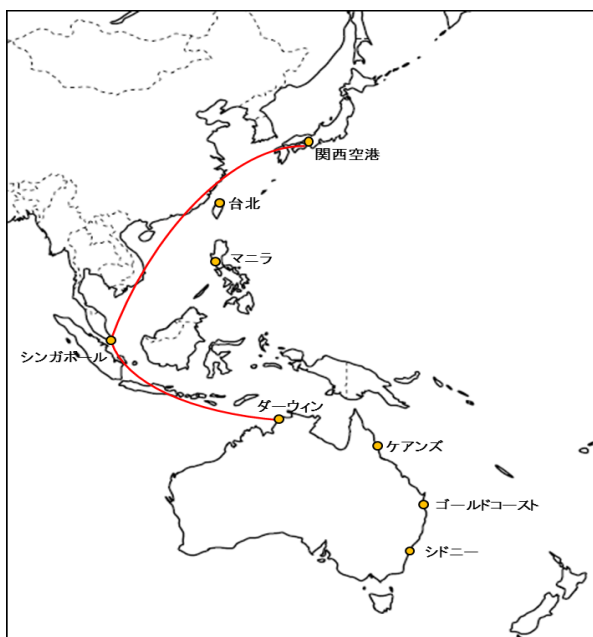 関西空港
台北
マニラ
シンガポール
ダーウィン
ケアンズ
ゴールドコースト
シドニー